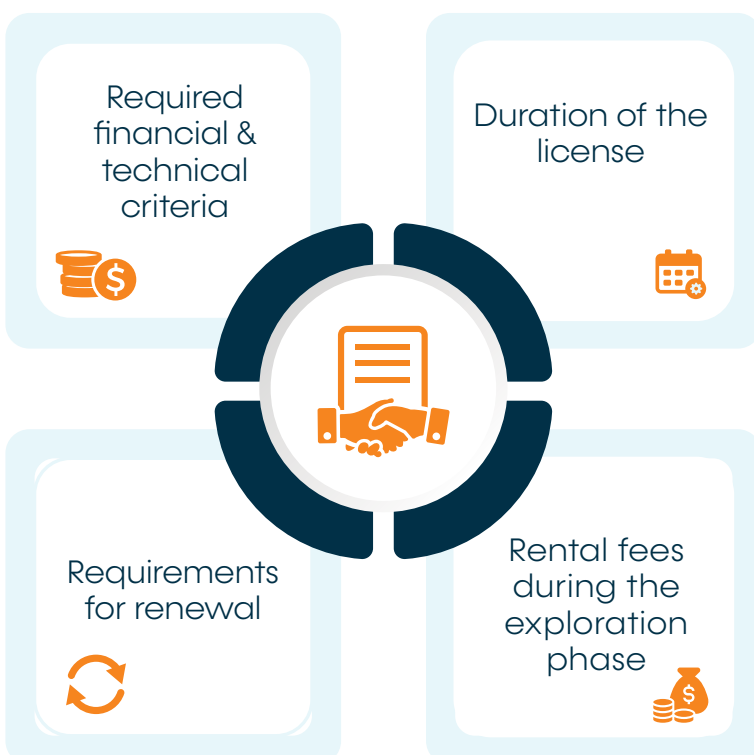 Required
financial &
technical
criteria
$
Duration of the
license
Requirements
for renewal
Rental fees
during the
exploration
phase
$